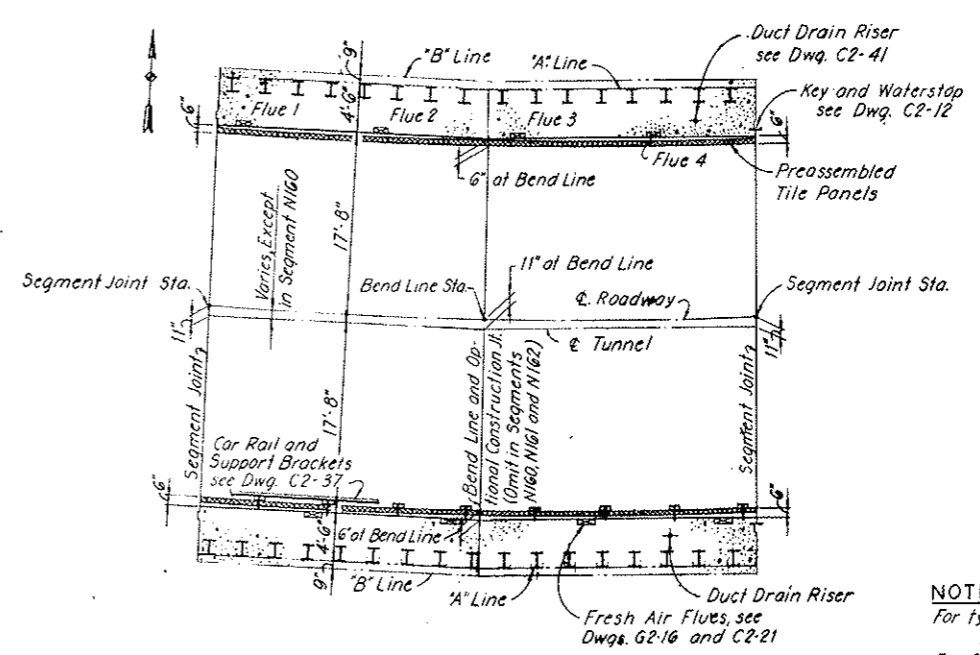 Duct Drain Riser
see Dwg. C2-41
"B" Line
"A" Line
9"
4'-6"
Key and Waterstop
see Dwg. C2-12
6"
6"
Flue 1
Flue 2
Flue 3
Flue 4
Preassembled
Tile Panels
6" at Bend Line
Varies Except
in Segment N160
17'-8"
11" at Bend Line
Segment Joint Sta.
Bend Line Sta.
℄ Roadway
Segment Joint Sta.
11"
11"
℄ Tunnel
Segment Joint
17'-8"
Bend Line and Op-
tional Construction Jt.
(Omit in Segments
N160, N161 and N162)
Segment Joint
Car Rail and
Support Brackets
see Dwg. C2-37
6"
6"
6" at Bend Line
4'-6"
9"
"B" Line
"A" Line
Duct Drain Riser
Fresh Air Flues, see
Dwgs. G2-16 and C2-21
NOT
For